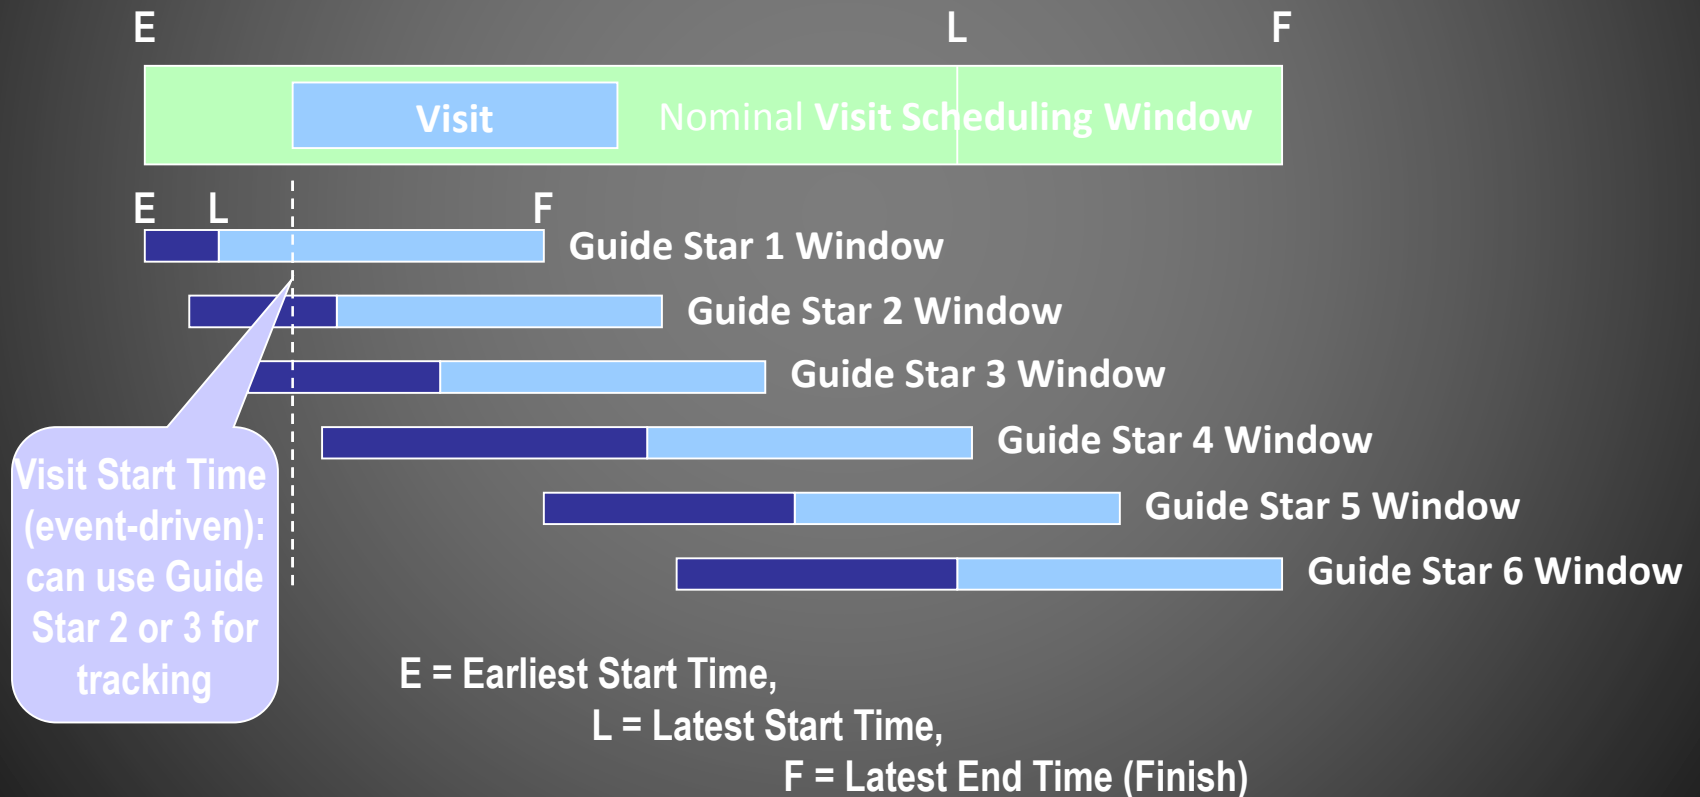 E L F
Visit Nominal Visit Scheduling Window
E L F
Guide Star 1 Window
Guide Star 2 Window
Guide Star 3 Window
Guide Star 4 Window
Guide Star 5 Window
Guide Star 6 Window
Visit Start Time
(event-driven):
can use Guide
Star 2 or 3 for
tracking
E = Earliest Start Time,
L = Latest Start Time,
F = Latest End Time (Finish)